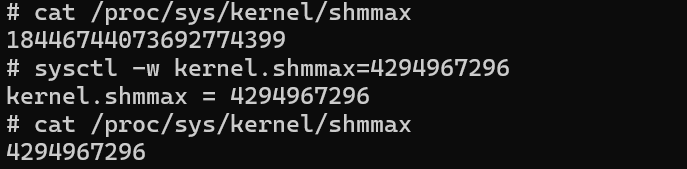 # cat /proc/sys/kernel/shmmax
18446744073692774399
# sysctl -w kernel.shmmax=4294967296
kernel.shmmax = 4294967296
# cat /proc/sys/kernel/shmmax
4294967296